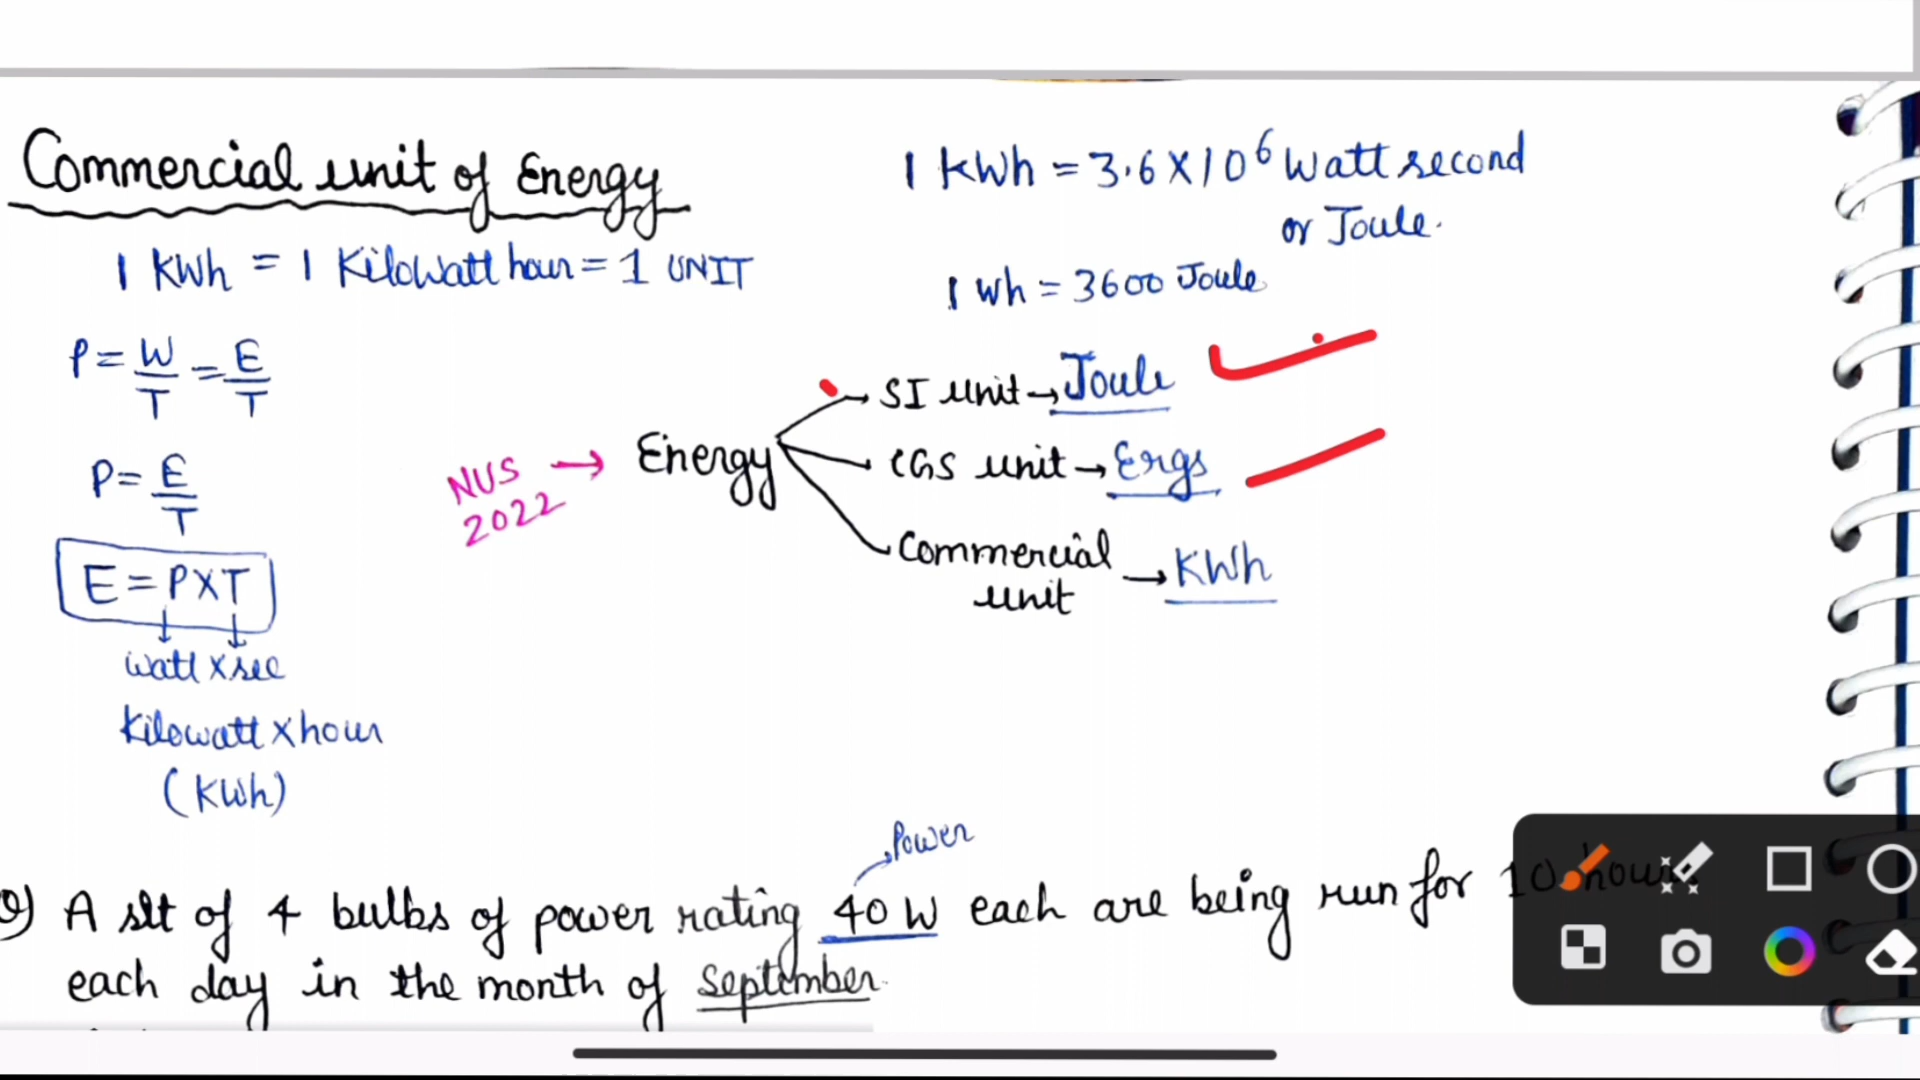 Commercial unit of Energy
1 KWh = 1 Kilowatt hour = 1 UNIT
P = W/T = E/T
P = E/T
E = P X T
watt x sec
Kilowatt x hour
(KWh)
1 KWh = 3.6 X 10⁶ Watt second
or Joule.
1 Wh = 3600 Joule
NUS 2022 → Energy
→ SI unit → Joule
CGS unit → Ergs
Commercial unit → KWh
Power
Q) A set of 4 bulbs of power rating 40 W each are being run for 10 hours
each day in the month of September.